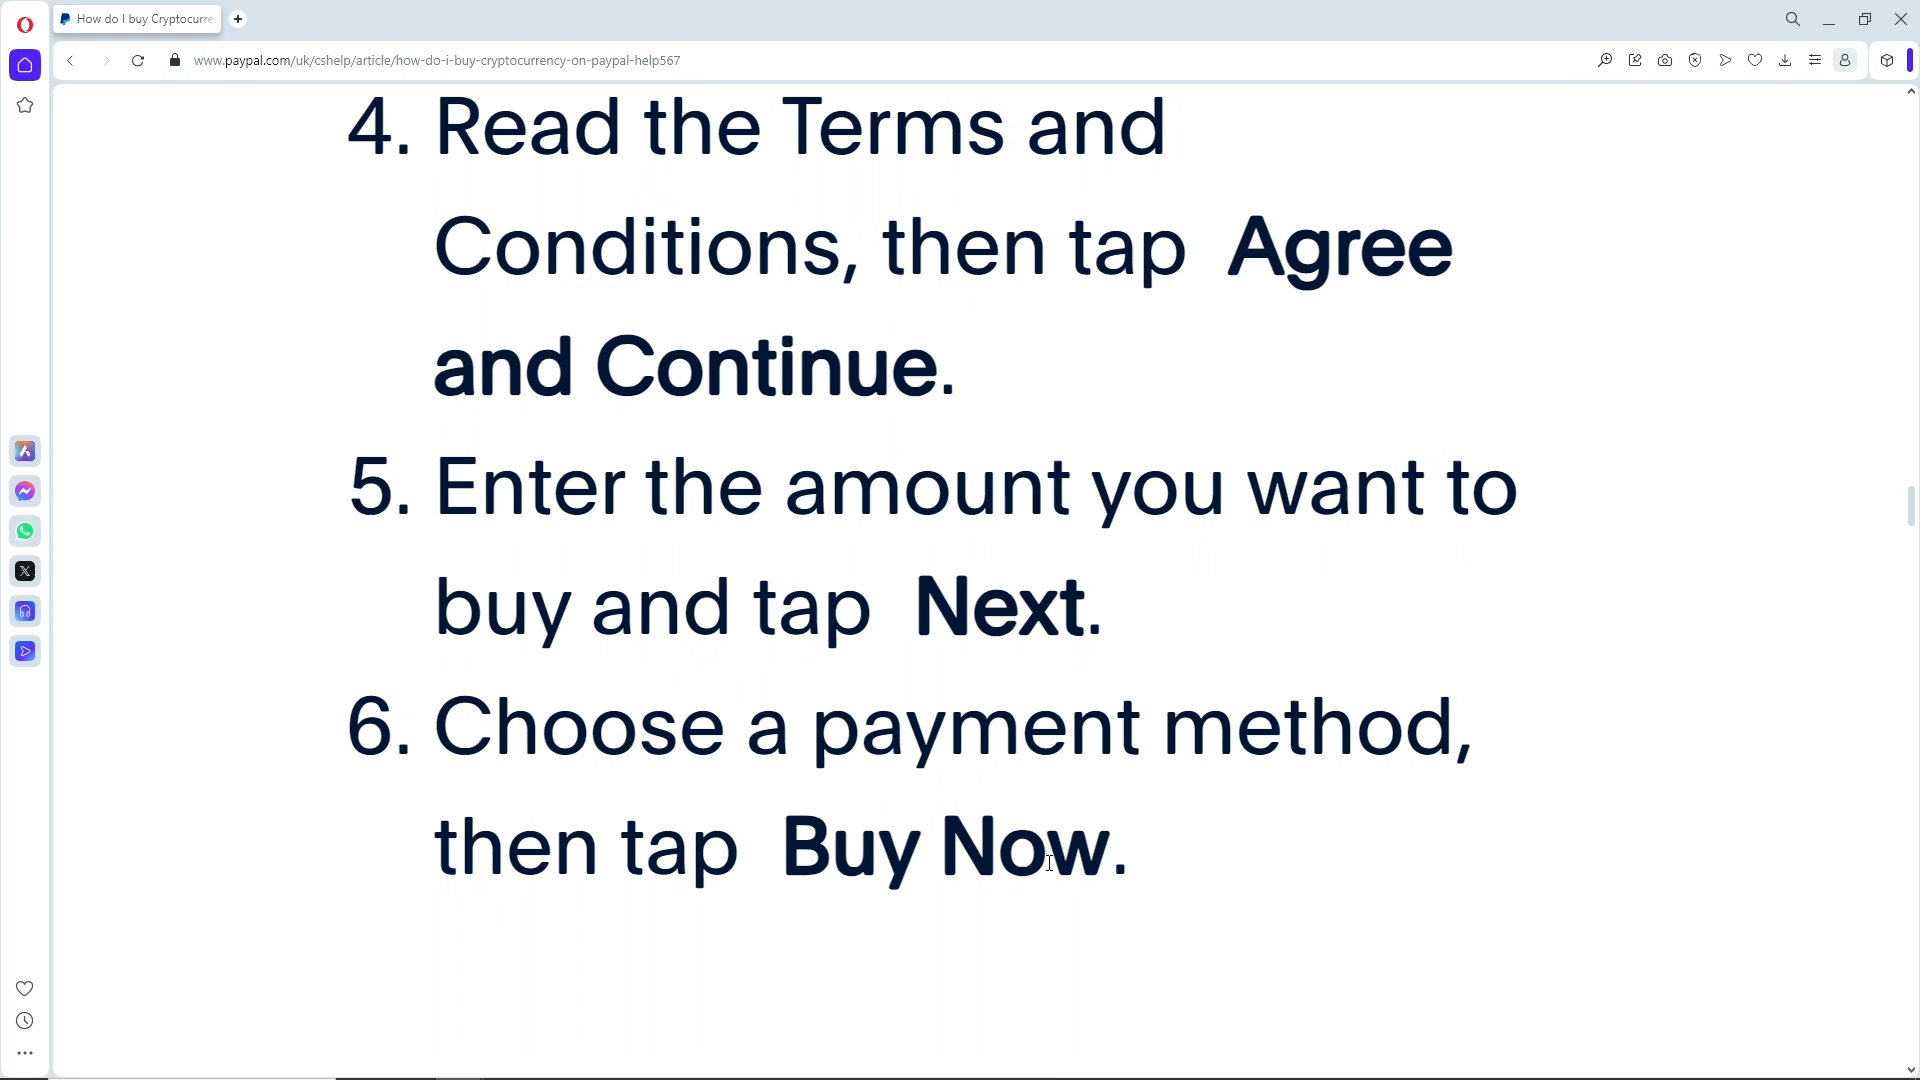 How do I buy Cryptocurre
www.paypal.com/uk/cshelp/article/how-do-i-buy-cryptocurrency-on-paypal-help567
4. Read the Terms and
Conditions, then tap Agree
and Continue.
5. Enter the amount you want to
buy and tap Next.
6. Choose a payment method,
then tap Buy Now.